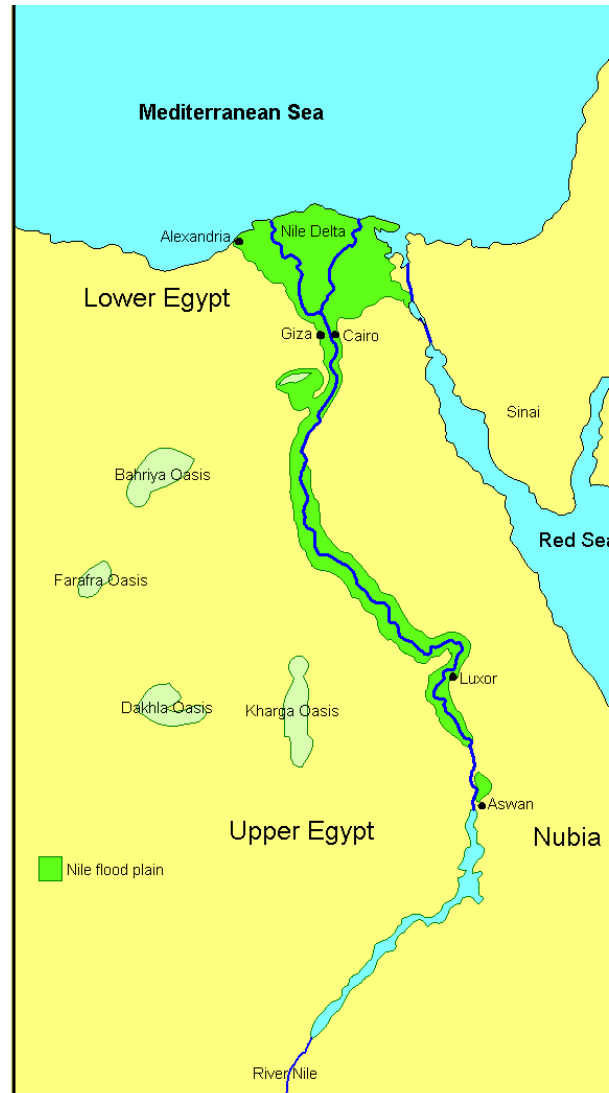 Mediterranean Sea
Nile Delta
Alexandria
Lower Egypt
Giza
Cairo
Sinai
Bahriya Oasis
Red Sea
Farafra Oasis
Luxor
Dakhla Oasis
Kharga Oasis
Aswan
Upper Egypt
Nubia
Nile flood plain
River Nile